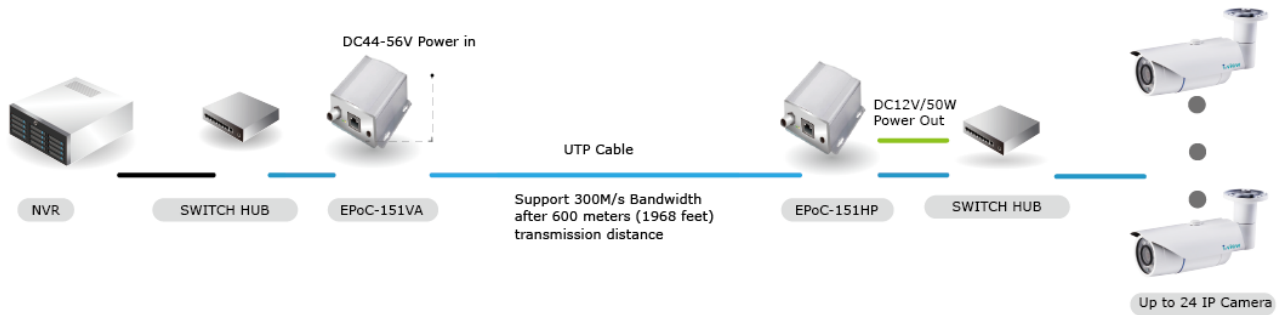 DC44-56V Power in
DC12V/50W
Power Out
UTP Cable
Support 300M/s Bandwidth
after 600 meters (1968 feet)
transmission distance
NVR
SWITCH HUB
EPoC-151VA
EPoC-151HP
SWITCH HUB
Up to 24 IP Camera